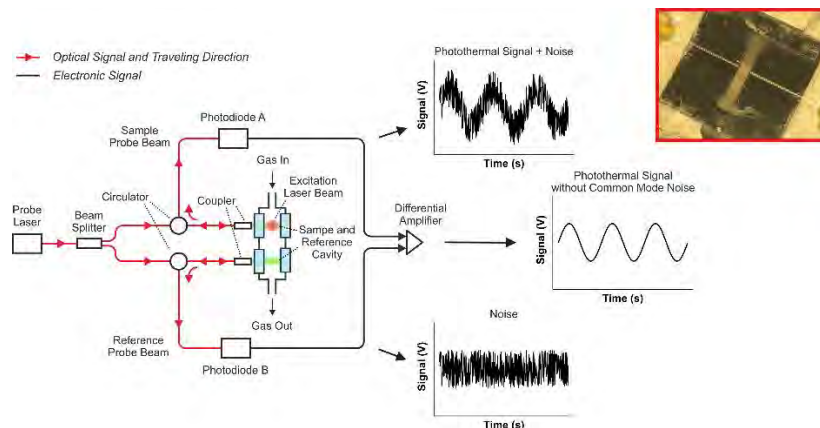 Optical Signal and Traveling Direction
Electronic Signal
Photodiode A
Sample
Probe Beam
Circulator
Coupler
Gas In
Excitation
Laser Beam
Probe
Laser
Beam
Splitter
Sampe and
Reference
Cavity
Gas Out
Reference
Probe Beam
Photodiode B
Differential
Amplifier
Photothermal Signal + Noise
Signal (V)
Time (s)
Photothermal Signal
without Common Mode Noise
Signal (V)
Time (s)
Noise
Signal (V)
Time (s)